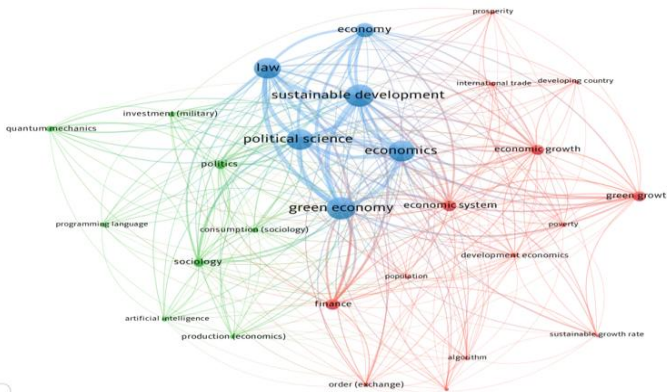 prosperity
economy
law
international trade
developing country
sustainable development
investment (military)
quantum mechanics
political science
economics
economic growth
politics
green growt
green economy
economic system
programming language
consumption (sociology)
poverty
development economics
sociology
population
finance
artificial intelligence
production (economics)
sustainable growth rate
algorithm
order (exchange)